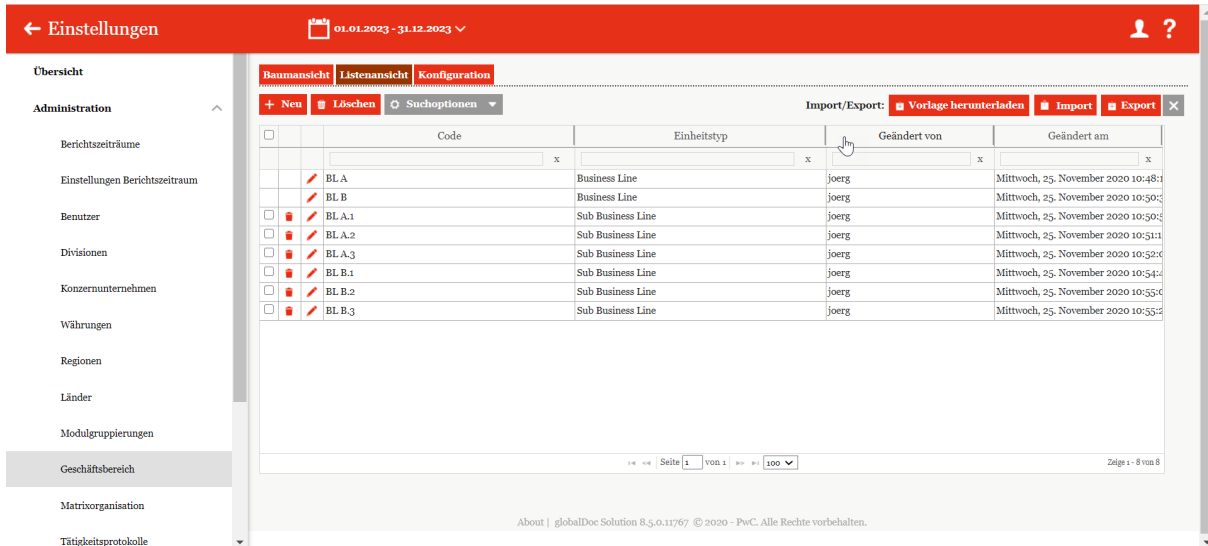 Einstellungen
01.01.2023 - 31.12.2023
?
Übersicht
Administration
Berichtszeiträume
Einstellungen Berichtszeitraum
Benutzer
Divisionen
Konzernunternehmen
Währungen
Regionen
Länder
Modulgruppierungen
Geschäftsbereich
Matrixorganisation
Tätigkeitsprotokolle
Baumansicht Listenansicht Konfiguration
+ Neu Löschen Suchoptionen Import/Export: Vorlage herunterladen Import Export X
Code Einheitstyp Geändert von Geändert am
x x x x
BL A Business Line joerg Mittwoch, 25. November 2020 10:48:1
BL B Business Line joerg Mittwoch, 25. November 2020 10:50:3
BL A.1 Sub Business Line joerg Mittwoch, 25. November 2020 10:50:5
BL A.2 Sub Business Line joerg Mittwoch, 25. November 2020 10:51:1
BL A.3 Sub Business Line joerg Mittwoch, 25. November 2020 10:52:0
BL B.1 Sub Business Line joerg Mittwoch, 25. November 2020 10:54:4
BL B.2 Sub Business Line joerg Mittwoch, 25. November 2020 10:55:0
BL B.3 Sub Business Line joerg Mittwoch, 25. November 2020 10:55:2
Seite 1 von 1 100 Zeige 1 - 8 von 8
About | globalDoc Solution 8.5.0.11767 © 2020 - PwC. Alle Rechte vorbehalten.